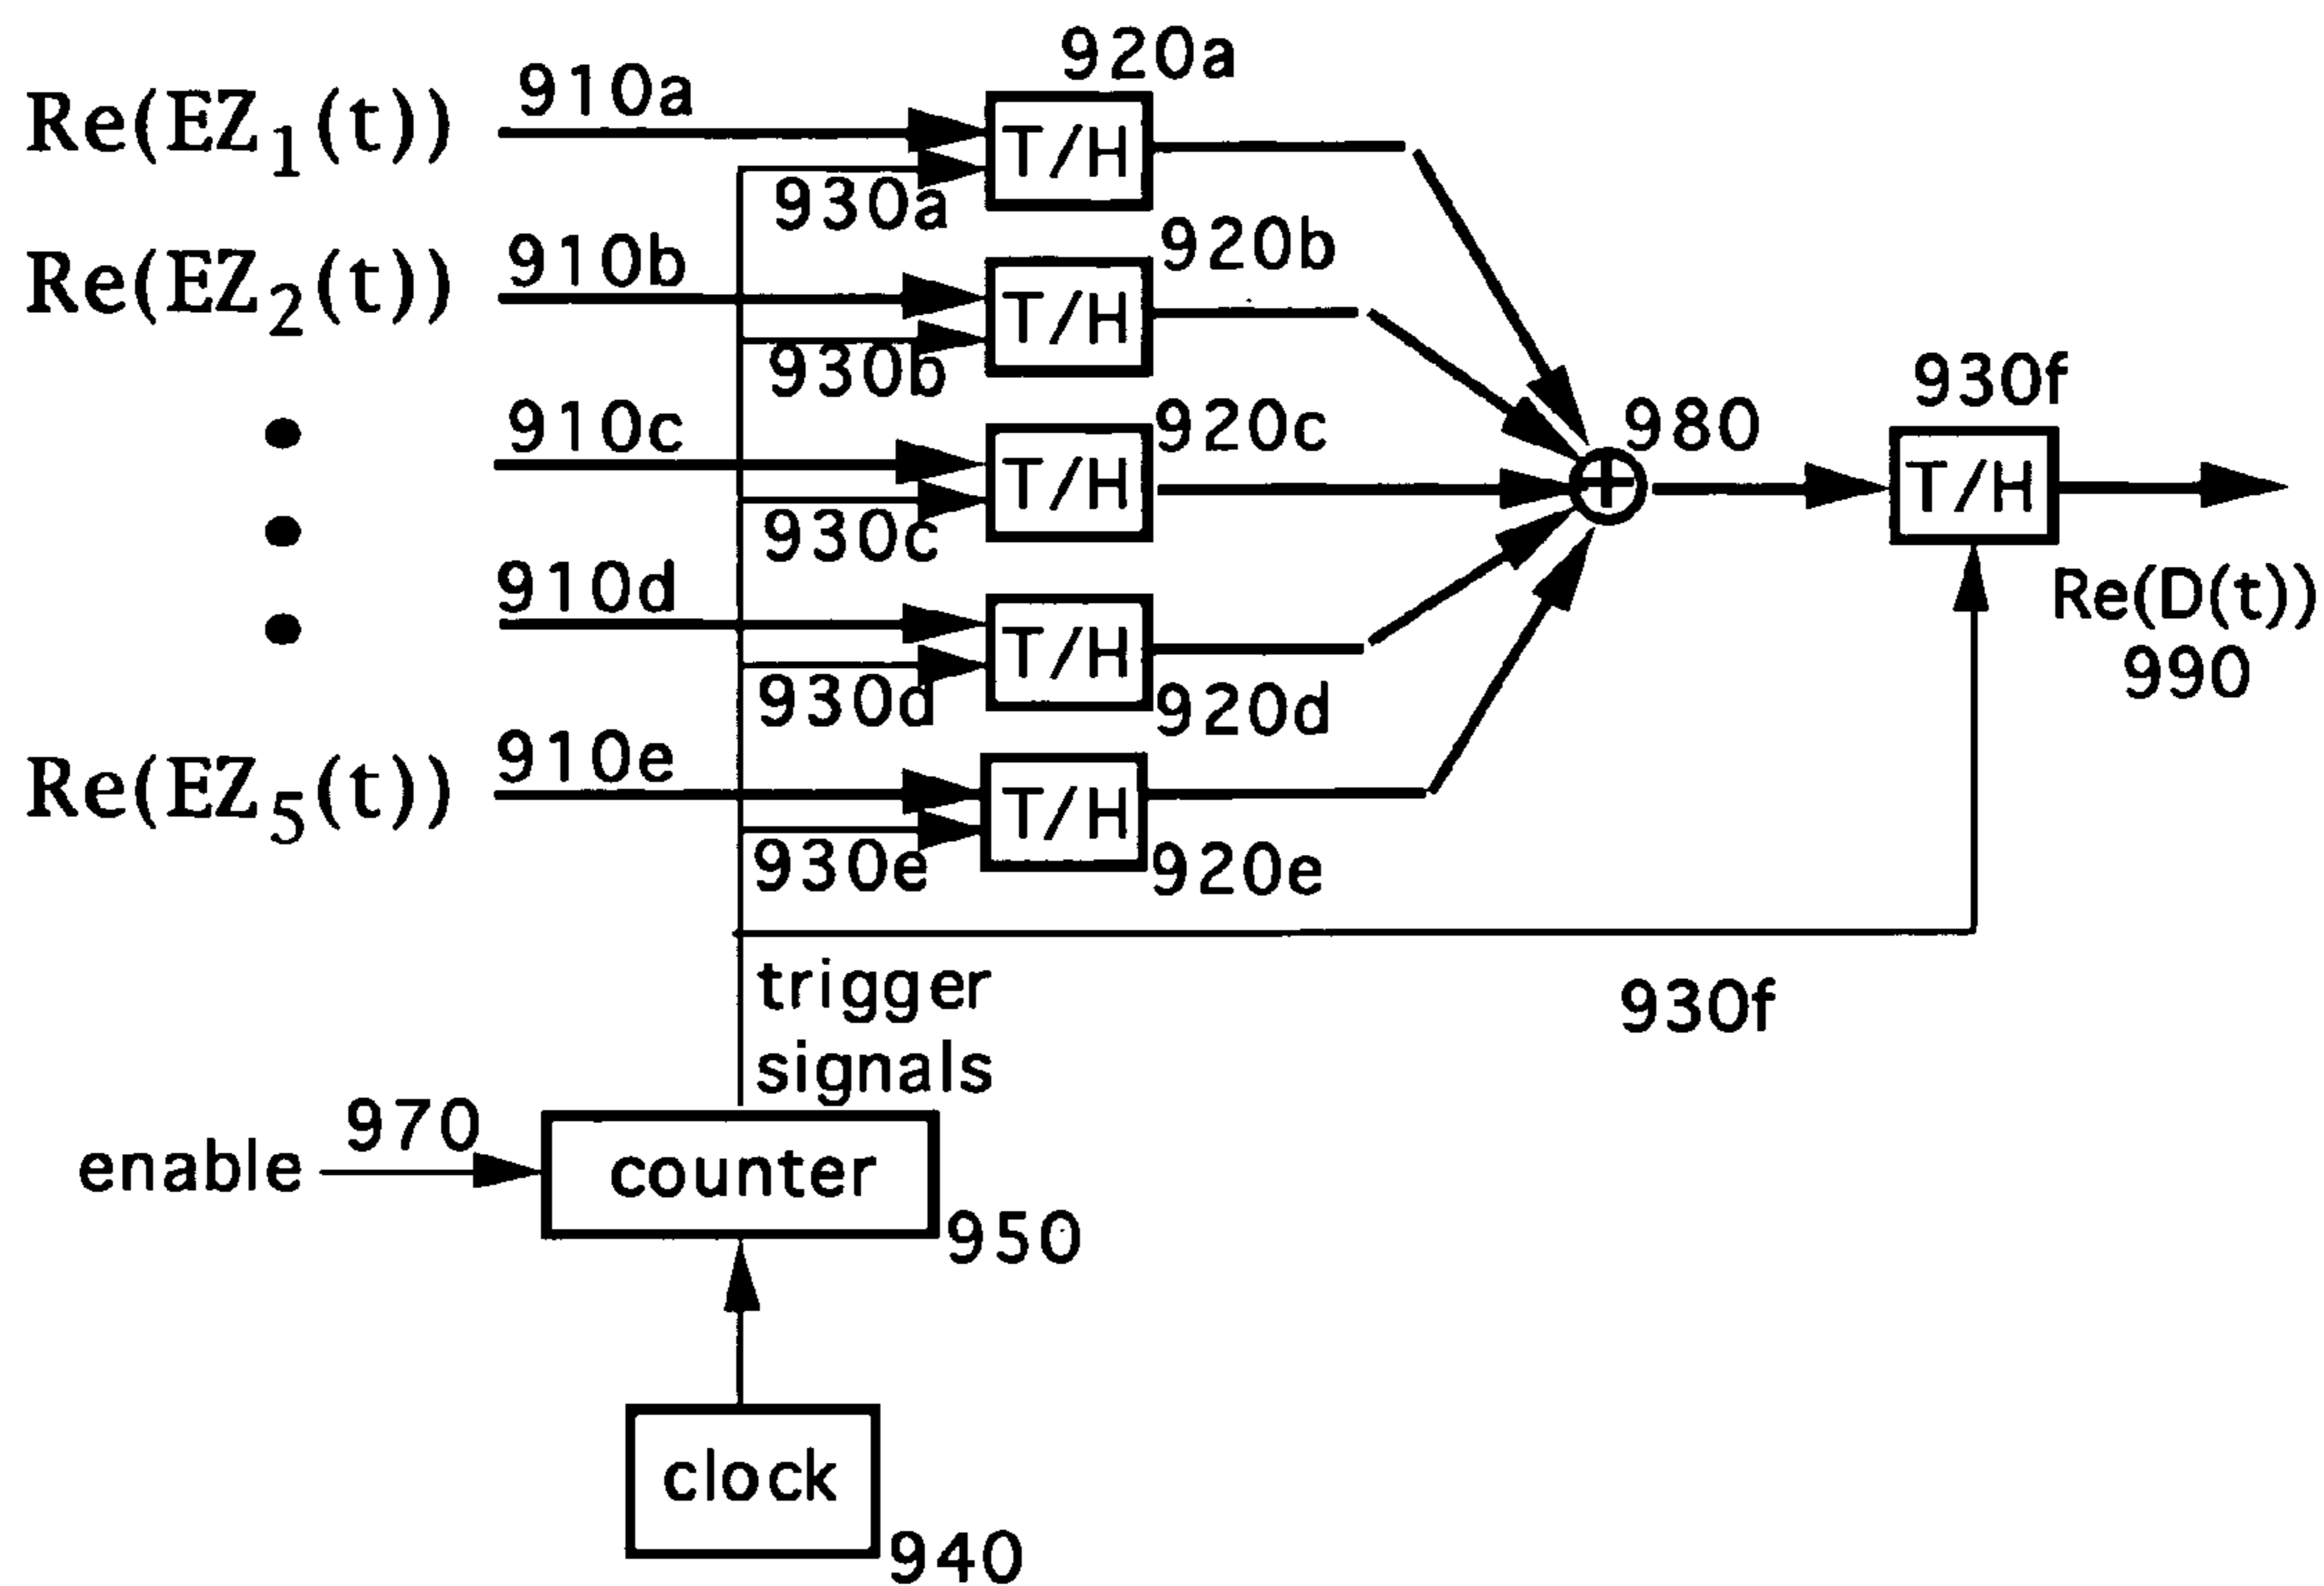 920a
Re(EZ1(t)) 910a T/H
930a
920b
Re(EZ2(t)) 910b T/H
930b
910c 920c
T/H
930c
980
+
930f
T/H
Re(D(t))
990
910d
T/H
930d
920d
Re(EZ5(t)) 910e T/H
930e
920e
930f
trigger
signals
enable 970
counter
950
clock
940